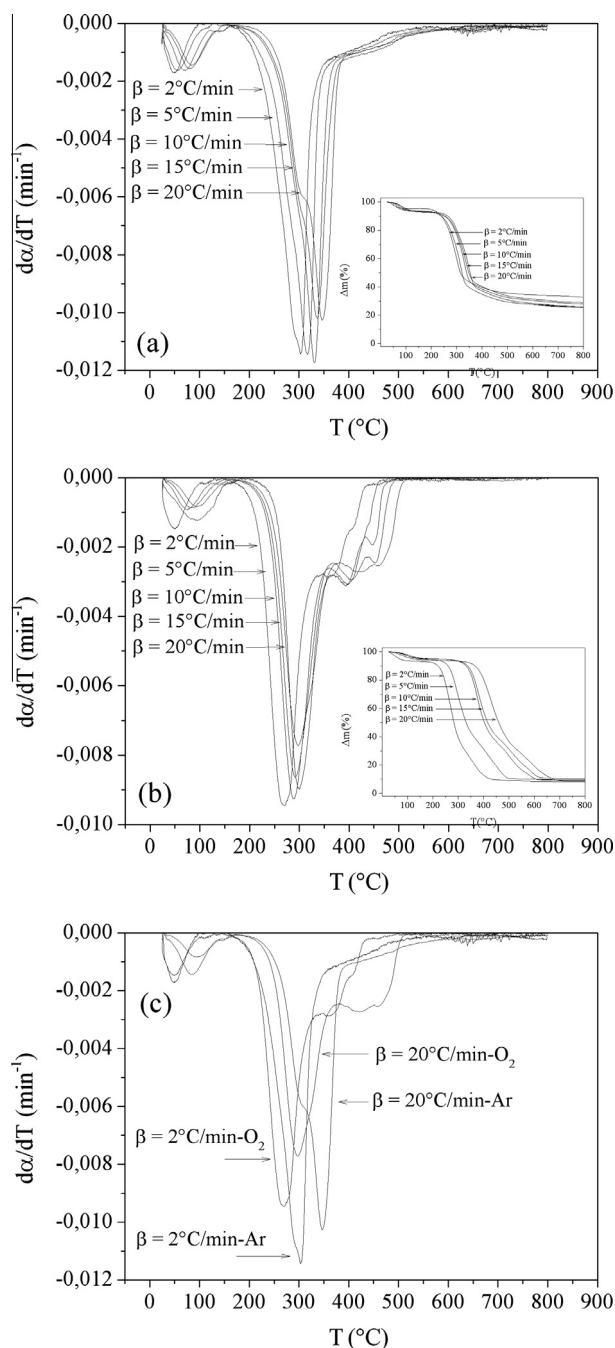 0,000
-0,002
-0,004
-0,006
-0,008
-0,010
-0,012
dα/dT (min⁻¹)
β = 2°C/min
β = 5°C/min
β = 10°C/min
β = 15°C/min
β = 20°C/min
(a)
100
80
60
40
20
0
Δm(%)
β = 2°C/min
β = 5°C/min
β = 10°C/min
β = 15°C/min
β = 20°C/min
100 200 300 400 500 600 700 800
T(°C)
0 100 200 300 400 500 600 700 800 900
T (°C)
0,000
-0,002
-0,004
-0,006
-0,008
-0,010
dα/dT (min⁻¹)
β = 2°C/min
β = 5°C/min
β = 10°C/min
β = 15°C/min
β = 20°C/min
(b)
100
80
60
40
20
0
Δm(%)
β = 2°C/min
β = 5°C/min
β = 10°C/min
β = 15°C/min
β = 20°C/min
100 200 300 400 500 600 700 800
T(°C)
0 100 200 300 400 500 600 700 800 900
T (°C)
0,000
-0,002
-0,004
-0,006
-0,008
-0,010
-0,012
dα/dT (min⁻¹)
(c)
β = 20°C/min-O₂
β = 20°C/min-Ar
β = 2°C/min-O₂
β = 2°C/min-Ar
0 100 200 300 400 500 600 700 800 900
T (°C)